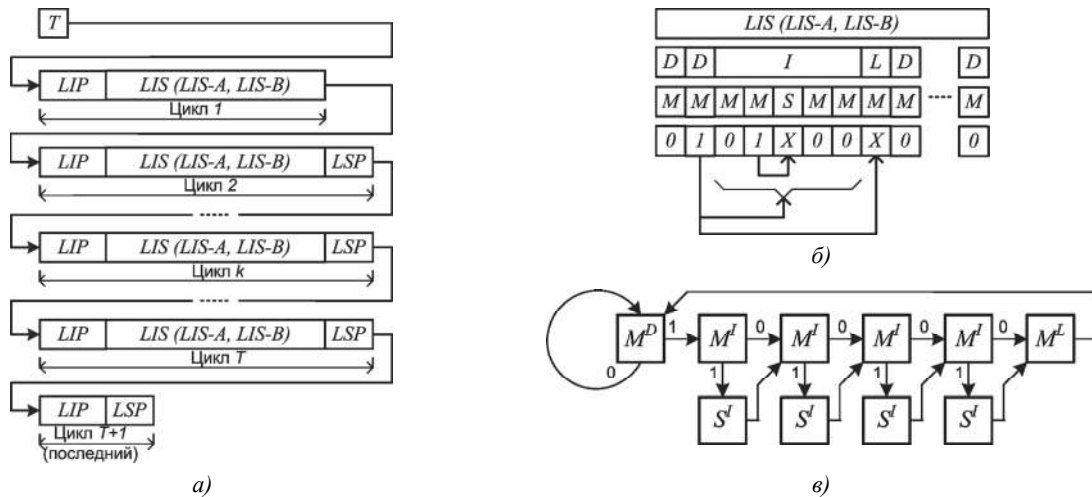 T
LIP LIS (LIS-A, LIS-B)
Цикл 1
LIP LIS (LIS-A, LIS-B) LSP
Цикл 2
LIP LIS (LIS-A, LIS-B) LSP
Цикл k
LIP LIS (LIS-A, LIS-B) LSP
Цикл T
LIP LSP
Цикл T+1
(последний)
а)
LIS (LIS-A, LIS-B)
D D I L D D
M M M M S M M M M M
0 1 0 1 X 0 0 X 0 0
б)
M^D 1 M^I 0 M^I 0 M^I 0 M^I 0 M^L
0 1 1 1 1
S^I S^I S^I S^I
в)